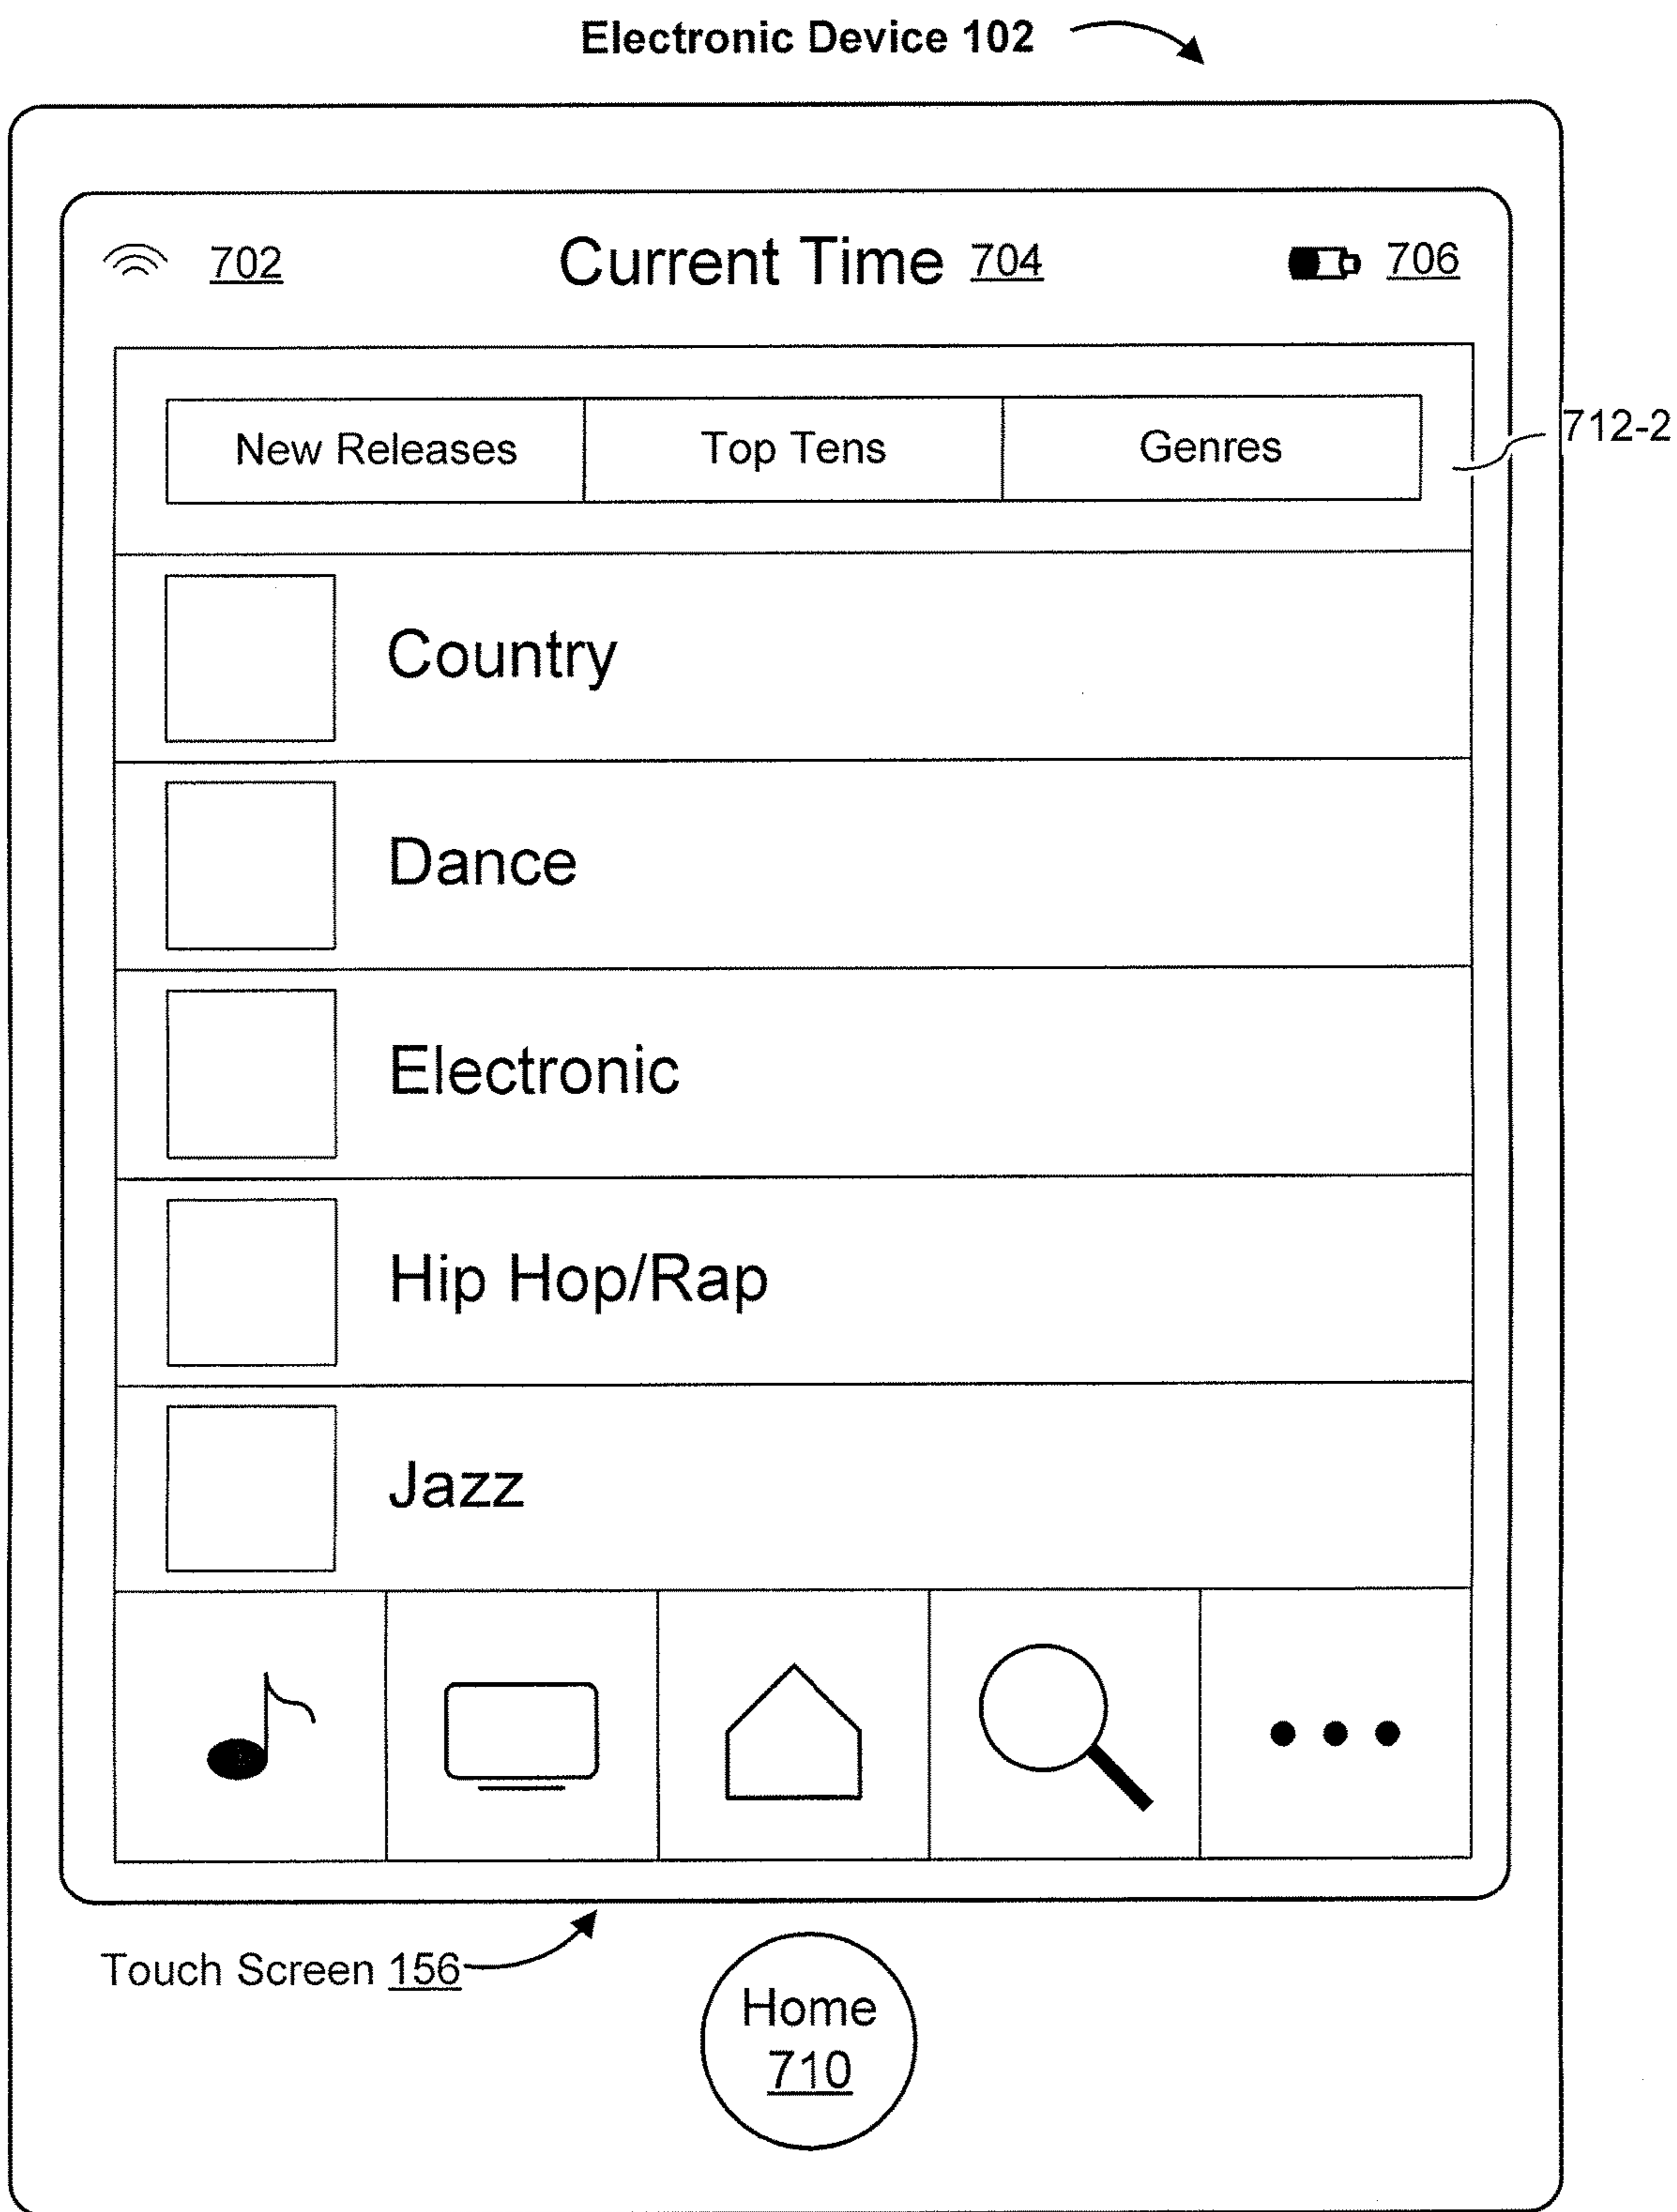 Electronic Device 102
702 Current Time 704 706
New Releases Top Tens Genres
712-2
Country
Dance
Electronic
Hip Hop/Rap
Jazz
Touch Screen 156
Home
710